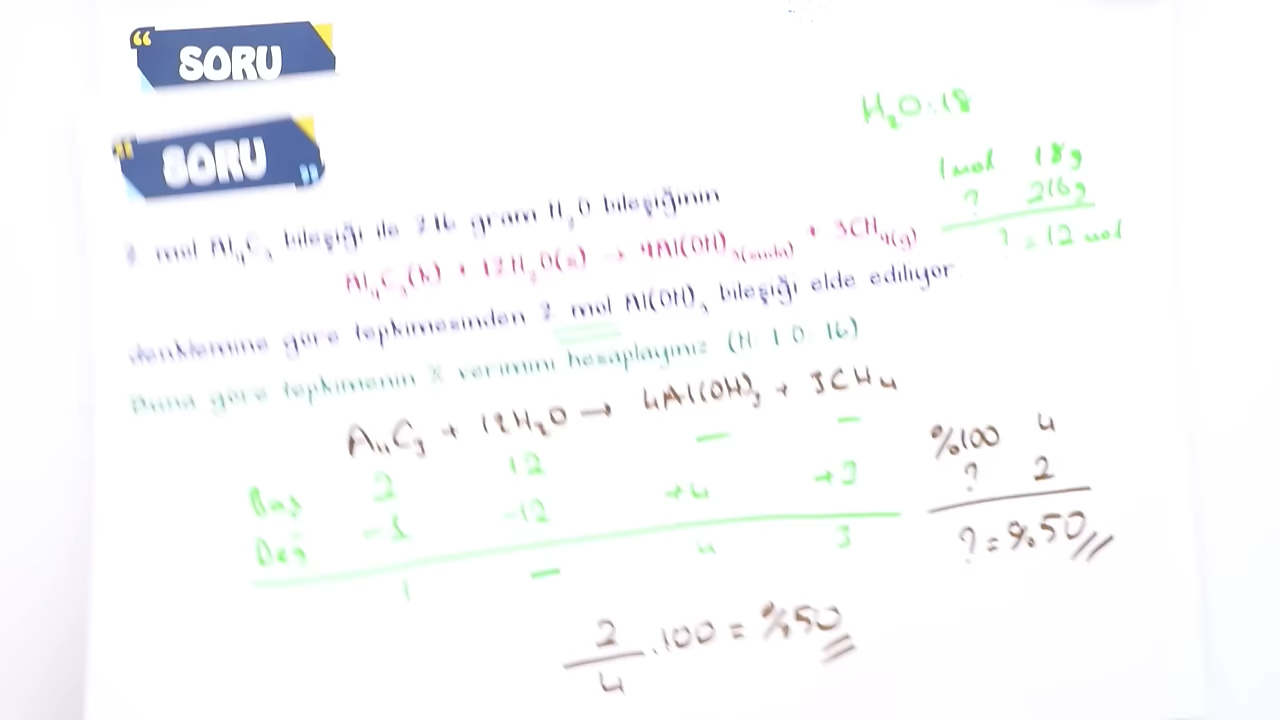 SORU
SORU
2 mol Al₄C₃ bileşiği ile 216 gram H₂O bileşiğinin
Al₄C₃(k) + 12H₂O(s) → 4Al(OH)₃(suda) + 3CH₄(g)
denklemine göre tepkimesinden 2 mol Al(OH)₃ bileşiği elde ediliyor.
Buna göre tepkimenin % verimini hesaplayınız (H: 1 O: 16)
H₂O:18
1mol 18g
? 216g
? = 12 mol
Al₄C₃ + 12H₂O → 4Al(OH)₃ + 3CH₄
Baş 2 12 — —
Değ -1 -12 +4 +3
1 — 4 3
%100 4
? 2
? = %50
2/4 .100 = %50